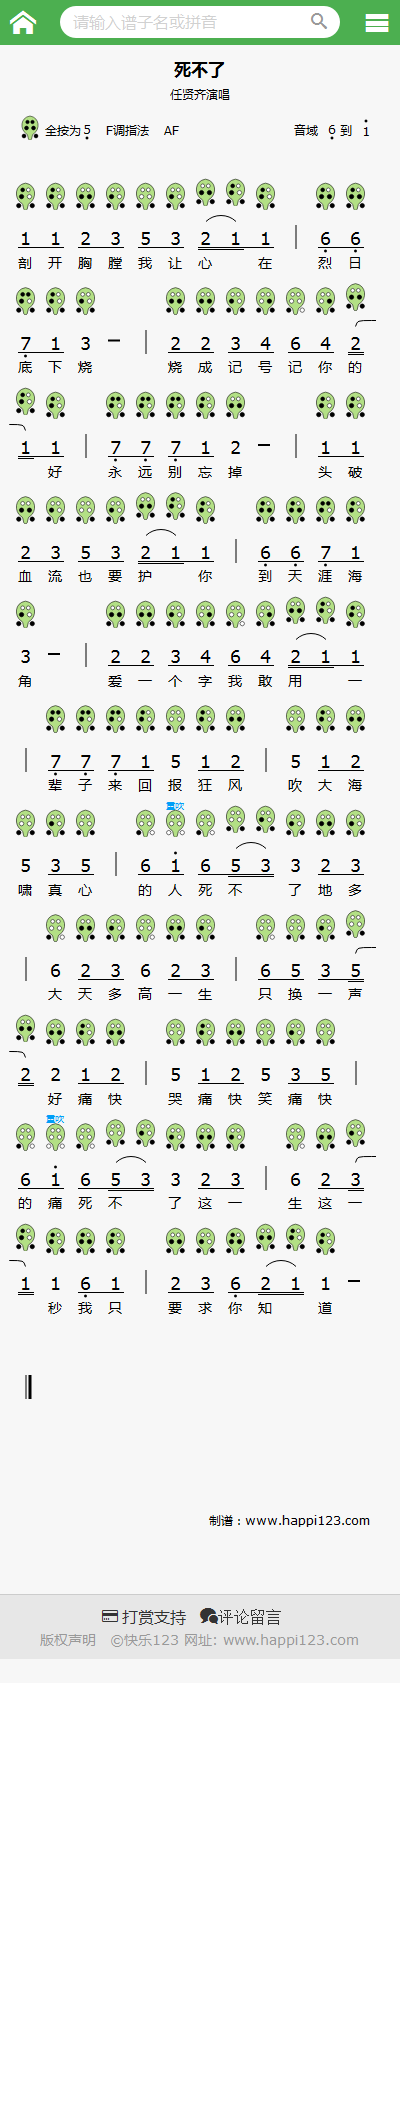 请输入谱子名或拼音
死不了
任贤齐演唱
全按为5 F调指法 AF 音域 6 到 1
1 1 2 3 5 3 2 1 1 | 6 6
剖 开 胸 膛 我 让 心 在 烈 日
7 1 3 － | 2 2 3 4 6 4 2
底 下 烧 烧 成 记 号 记 你 的
1 1 | 7 7 7 1 2 － | 1 1
好 永 远 别 忘 掉 头 破
2 3 5 3 2 1 1 | 6 6 7 1
血 流 也 要 护 你 到 天 涯 海
3 － | 2 2 3 4 6 4 2 1 1
角 爱 一 个 字 我 敢 用 一
| 7 7 7 1 5 1 2 | 5 1 2
辈 子 来 回 报 狂 风 吹 大 海
重吹
5 3 5 | 6 1 6 5 3 3 2 3
啸 真 心 的 人 死 不 了 地 多
| 6 2 3 6 2 3 | 6 5 3 5
大 天 多 高 一 生 只 换 一 声
2 2 1 2 | 5 1 2 5 3 5 |
好 痛 快 哭 痛 快 笑 痛 快
重吹
6 1 6 5 3 3 2 3 | 6 2 3
的 痛 死 不 了 这 一 生 这 一
1 1 6 1 | 2 3 6 2 1 1 －
秒 我 只 要 求 你 知 道
制谱：www.happi123.com
打赏支持 评论留言
版权声明 ©快乐123 网址: www.happi123.com